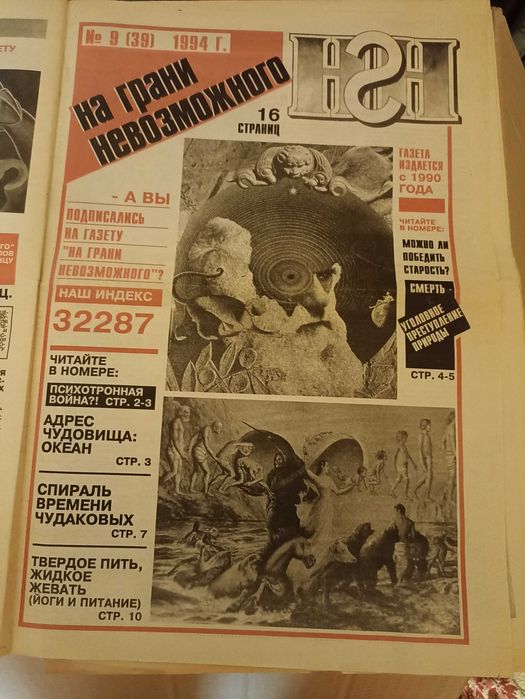 № 9 (39) 1994 Г.
НА ГРАНИ
НЕВОЗМОЖНОГО
НГН
16
СТРАНИЦ
ГАЗЕТА
ИЗДАЕТСЯ
С 1990
ГОДА
- А ВЫ
ПОДПИСАЛИСЬ
НА ГАЗЕТУ
"НА ГРАНИ
НЕВОЗМОЖНОГО"?
НАШ ИНДЕКС
32287
ЧИТАЙТЕ
В НОМЕРЕ:
ПСИХОТРОННАЯ
ВОЙНА?! СТР. 2-3
АДРЕС
ЧУДОВИЩА:
ОКЕАН
СТР. 3
СПИРАЛЬ
ВРЕМЕНИ
ЧУДАКОВЫХ
СТР. 7
ТВЕРДОЕ ПИТЬ,
ЖИДКОЕ
ЖЕВАТЬ
(ЙОГИ И ПИТАНИЕ)
СТР. 10
ЧИТАЙТЕ
В НОМЕРЕ:
МОЖНО ЛИ
ПОБЕДИТЬ
СТАРОСТЬ?
СМЕРТЬ -
УГОЛОВНОЕ
ПРЕСТУПЛЕНИЕ
ПРИРОДЫ
СТР. 4-5